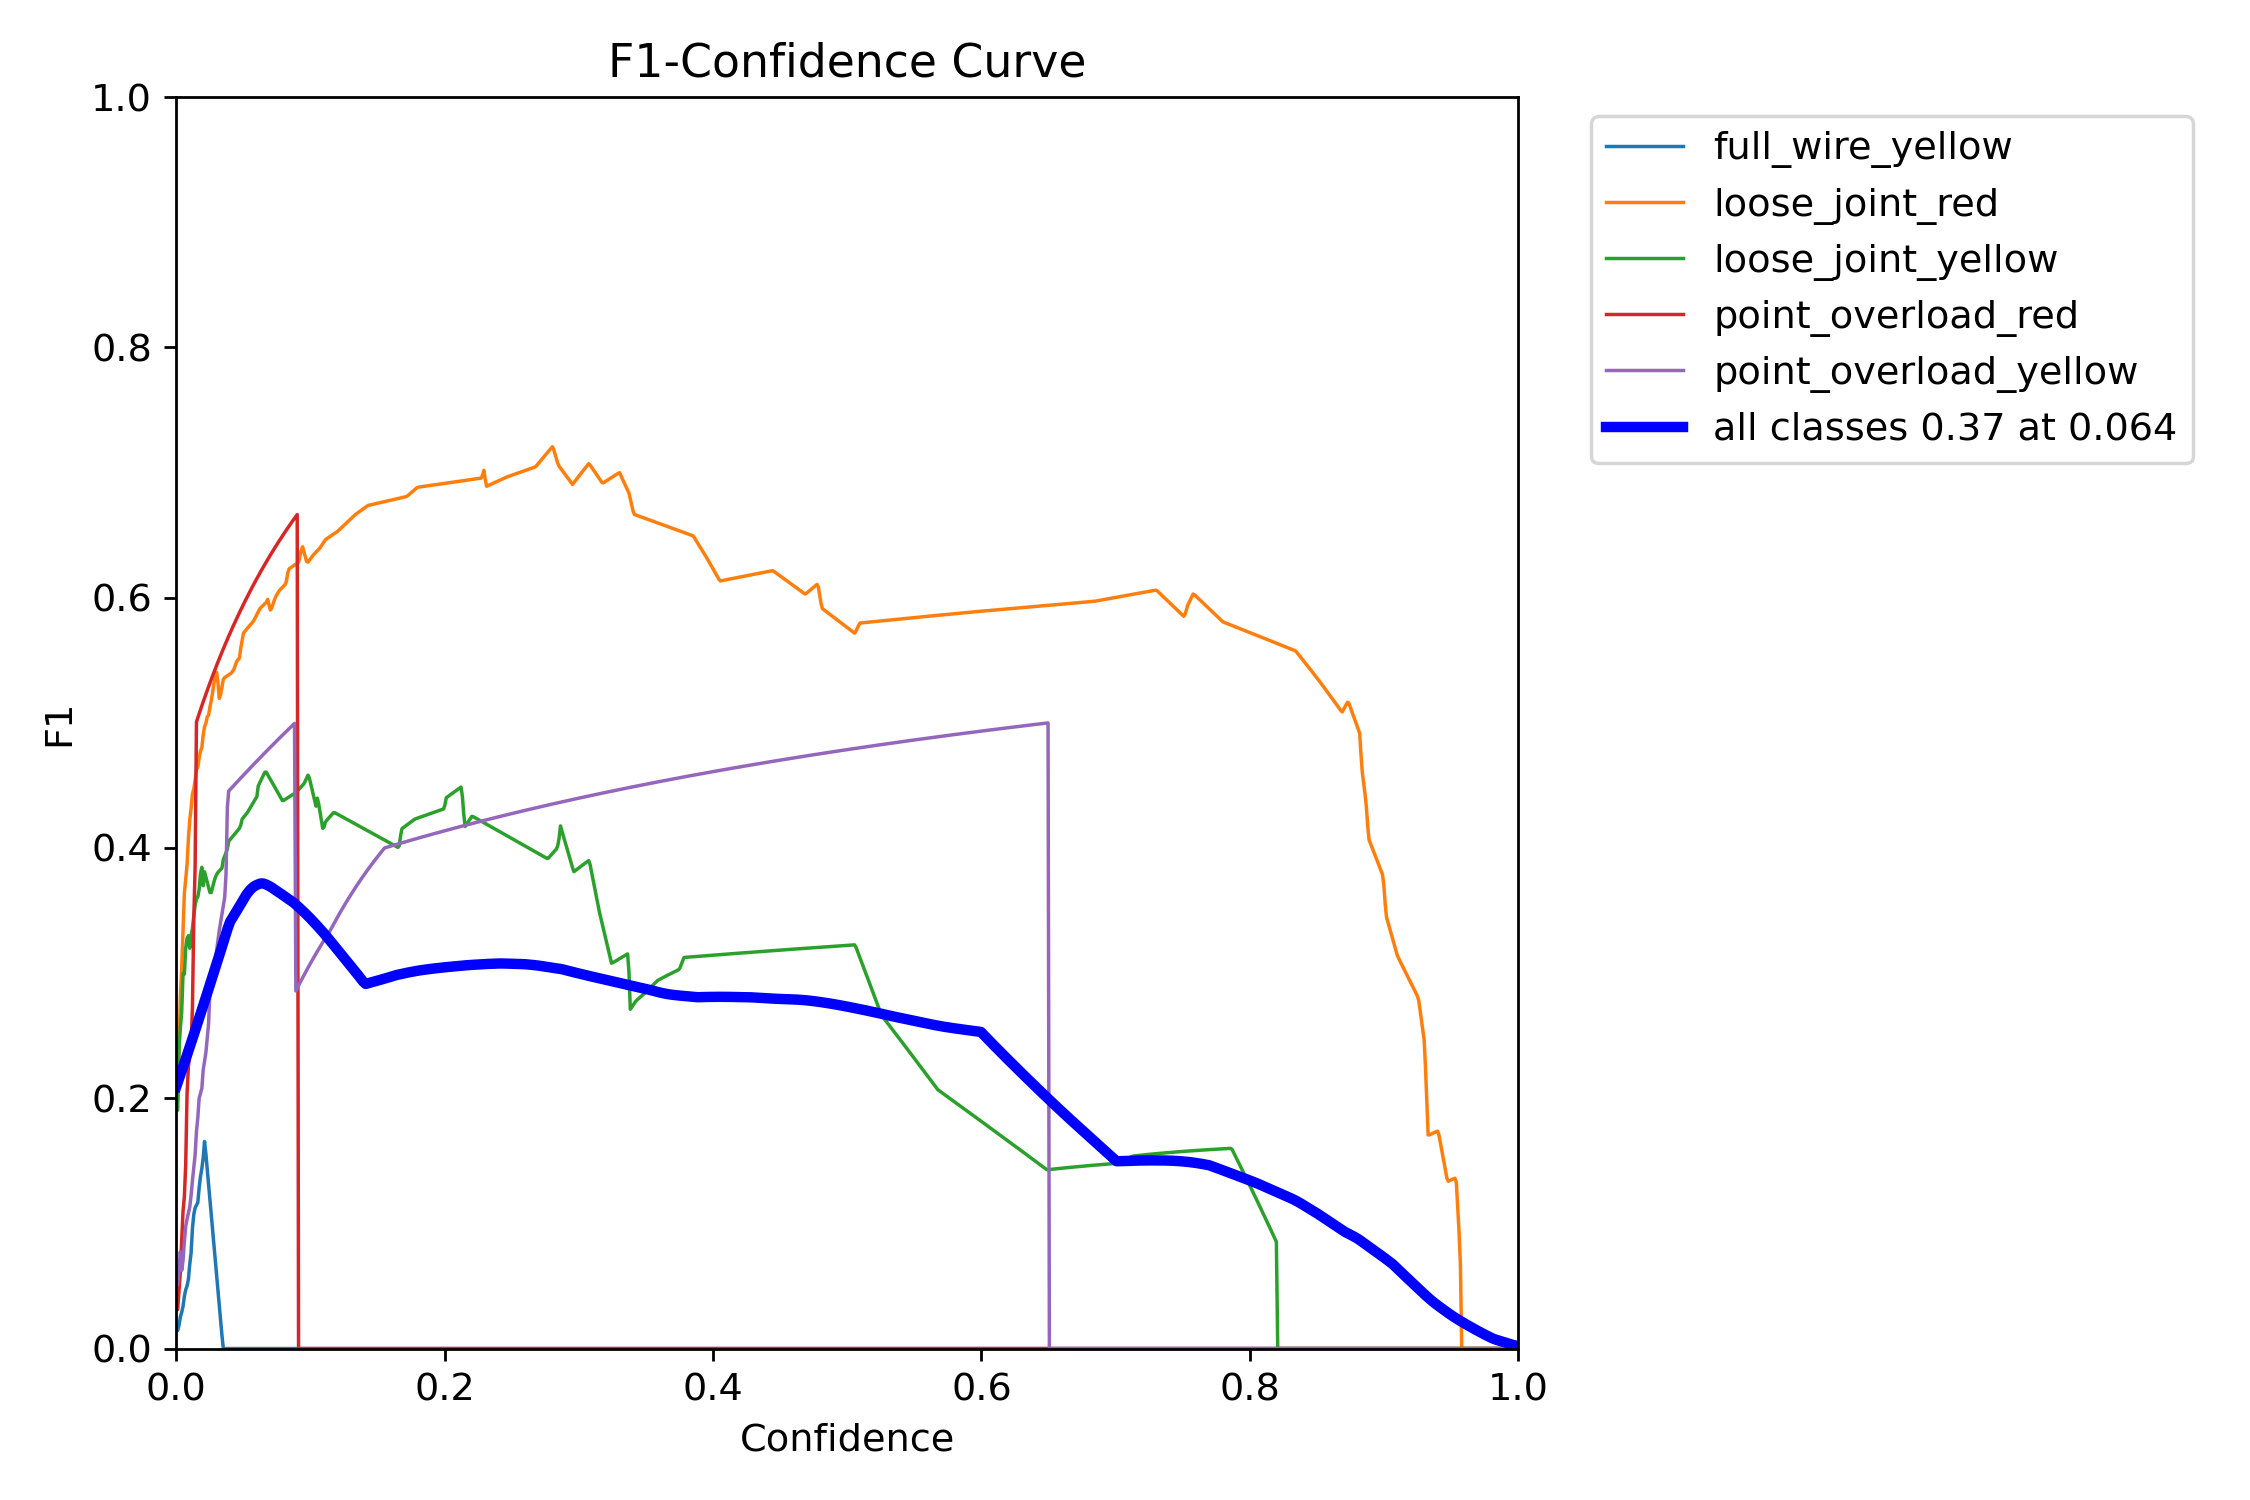 F1-Confidence Curve
1.0
0.8
0.6
0.4
0.2
0.0
F1
0.0 0.2 0.4 0.6 0.8 1.0
Confidence
full_wire_yellow
loose_joint_red
loose_joint_yellow
point_overload_red
point_overload_yellow
all classes 0.37 at 0.064